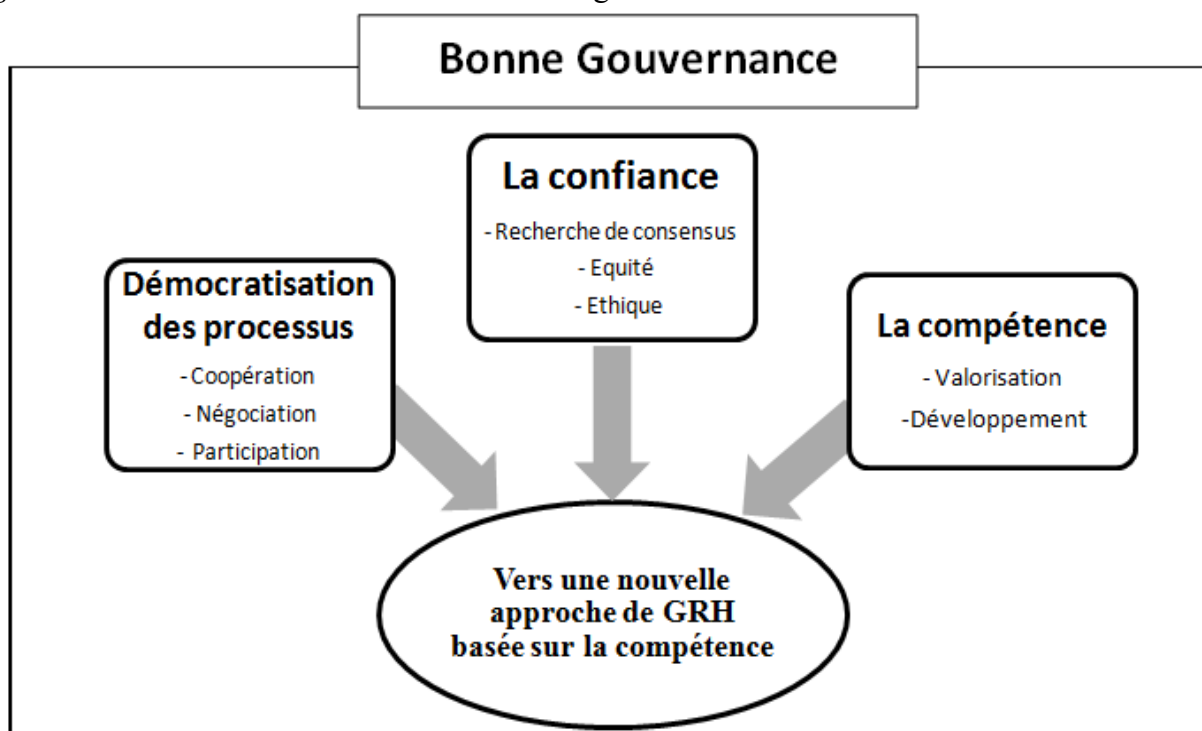 Bonne Gouvernance
La confiance
- Recherche de consensus
- Equité
- Ethique
Démocratisation
des processus
- Coopération
- Négociation
- Participation
La compétence
- Valorisation
-Développement
Vers une nouvelle
approche de GRH
basée sur la compétence